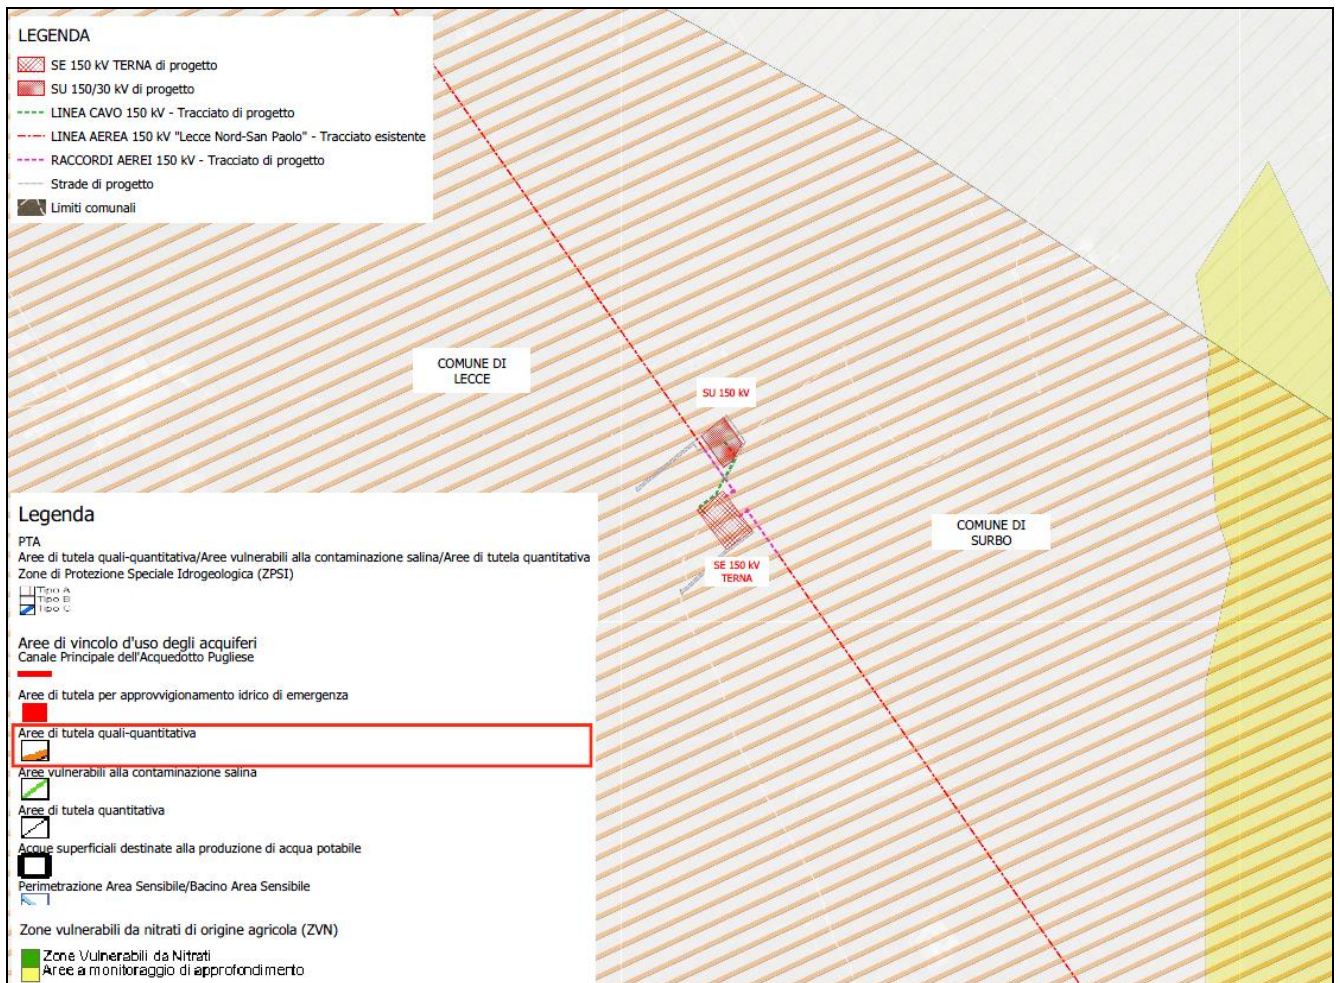 LEGENDA
SE 150 kV TERNA di progetto
SU 150/30 kV di progetto
LINEA CAVO 150 kV - Tracciato di progetto
LINEA AEREA 150 kV "Lecce Nord-San Paolo" - Tracciato esistente
RACCORDI AEREI 150 kV - Tracciato di progetto
Strade di progetto
Limiti comunali
COMUNE DI
LECCE
SU 150 kV
COMUNE DI
SURBO
SE 150 kV
TERNA
Legenda
PTA
Aree di tutela quali-quantitativa/Aree vulnerabili alla contaminazione salina/Aree di tutela quantitativa
Zone di Protezione Speciale Idrogeologica (ZPSI)
Tipo A
Tipo B
Tipo C
Aree di vincolo d'uso degli acquiferi
Canale Principale dell'Acquedotto Pugliese
Aree di tutela per approvvigionamento idrico di emergenza
Aree di tutela quali-quantitativa
Aree vulnerabili alla contaminazione salina
Aree di tutela quantitativa
Acque superficiali destinate alla produzione di acqua potabile
Perimetrazione Area Sensibile/Bacino Area Sensibile
Zone vulnerabili da nitrati di origine agricola (ZVN)
Zone Vulnerabili da Nitrati
Aree a monitoraggio di approfondimento